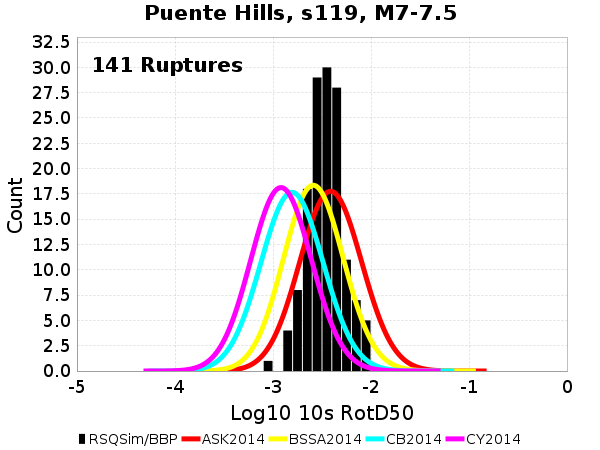 Puente Hills, s119, M7-7.5
141 Ruptures
32.5
30.0
27.5
25.0
22.5
20.0
17.5
15.0
12.5
10.0
7.5
5.0
2.5
0.0
Count
-5 -4 -3 -2 -1 0
Log10 10s RotD50
RSQSim/BBP ASK2014 BSSA2014 CB2014 CY2014